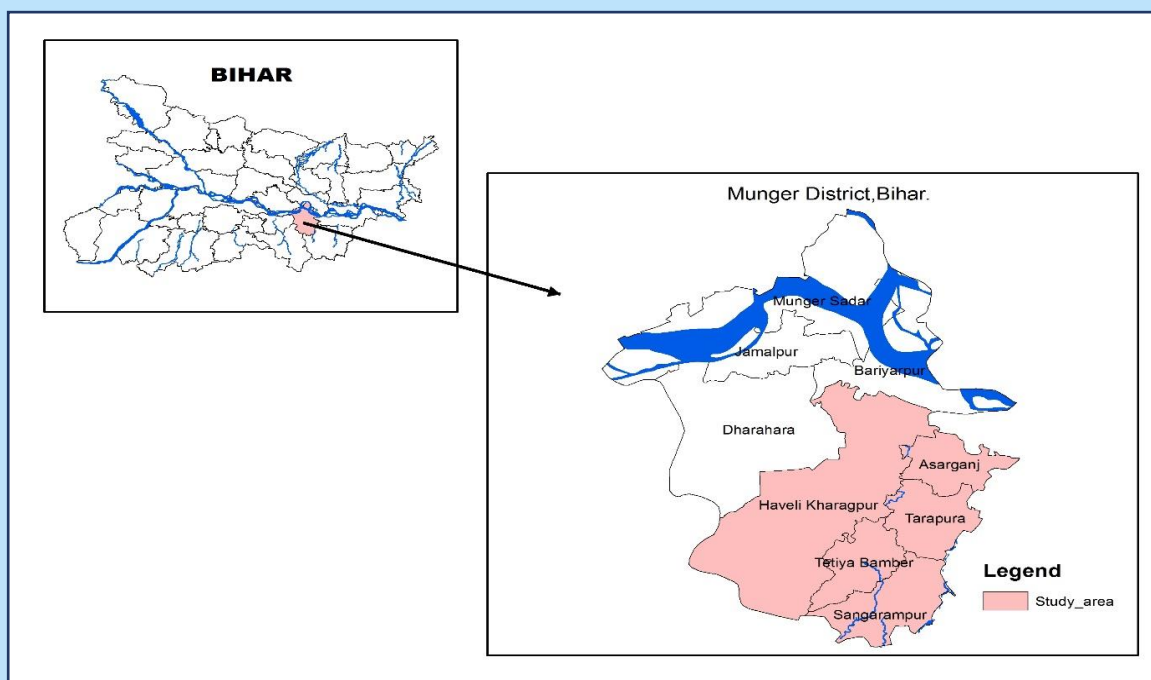 BIHAR
Munger District,Bihar.
Munger Sadar
Jamalpur
Bariyarpur
Dharahara
Asarganj
Haveli Kharagpur
Tarapura
Tetiya Bamber
Sangarampur
Legend
Study_area